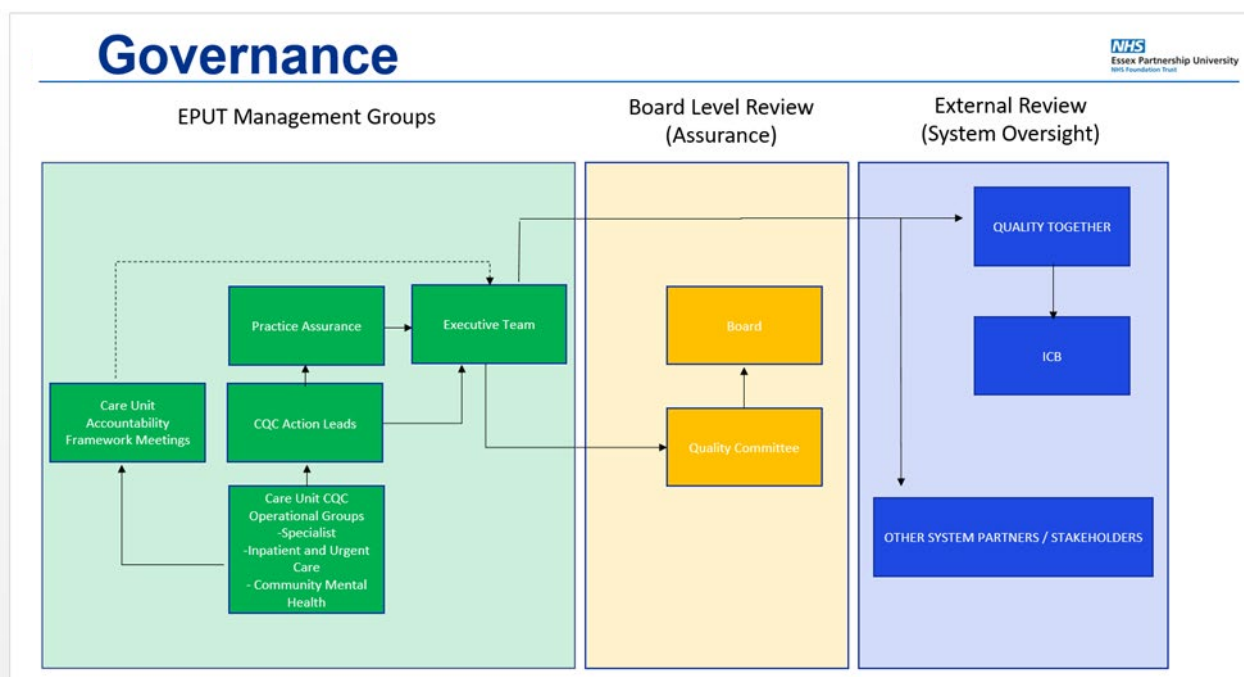 Governance
NHS
Essex Partnership University
NHS Foundation Trust
EPUT Management Groups
Board Level Review
(Assurance)
External Review
(System Oversight)
Care Unit
Accountability
Framework Meetings
Practice Assurance
CQC Action Leads
Care Unit CQC
Operational Groups
-Specialist
-Inpatient and Urgent
Care
- Community Mental
Health
Executive Team
Board
Quality Committee
QUALITY TOGETHER
ICB
OTHER SYSTEM PARTNERS / STAKEHOLDERS